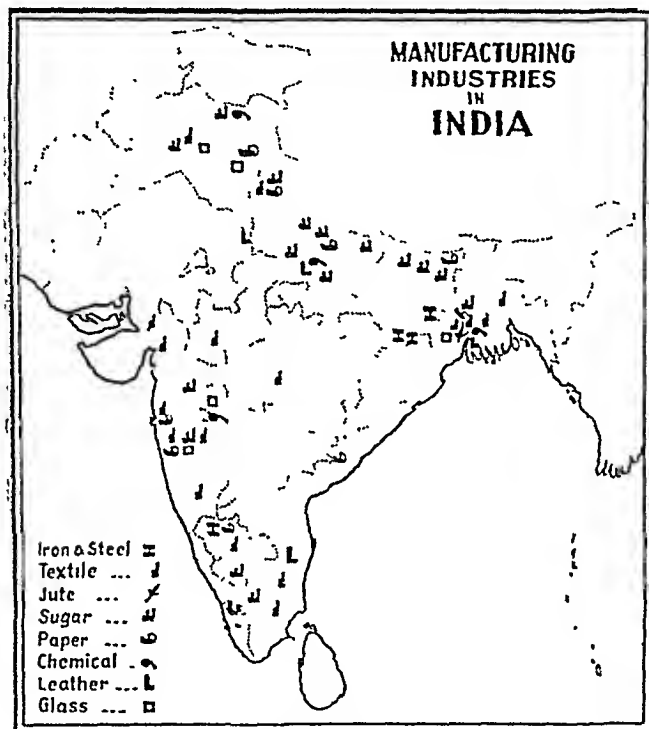 MANUFACTURING
INDUSTRIES
IN
INDIA
Iron & Steel
Textile ...
Jute ...
Sugar ...
Paper ...
Chemical .
Leather ...
Glass ...